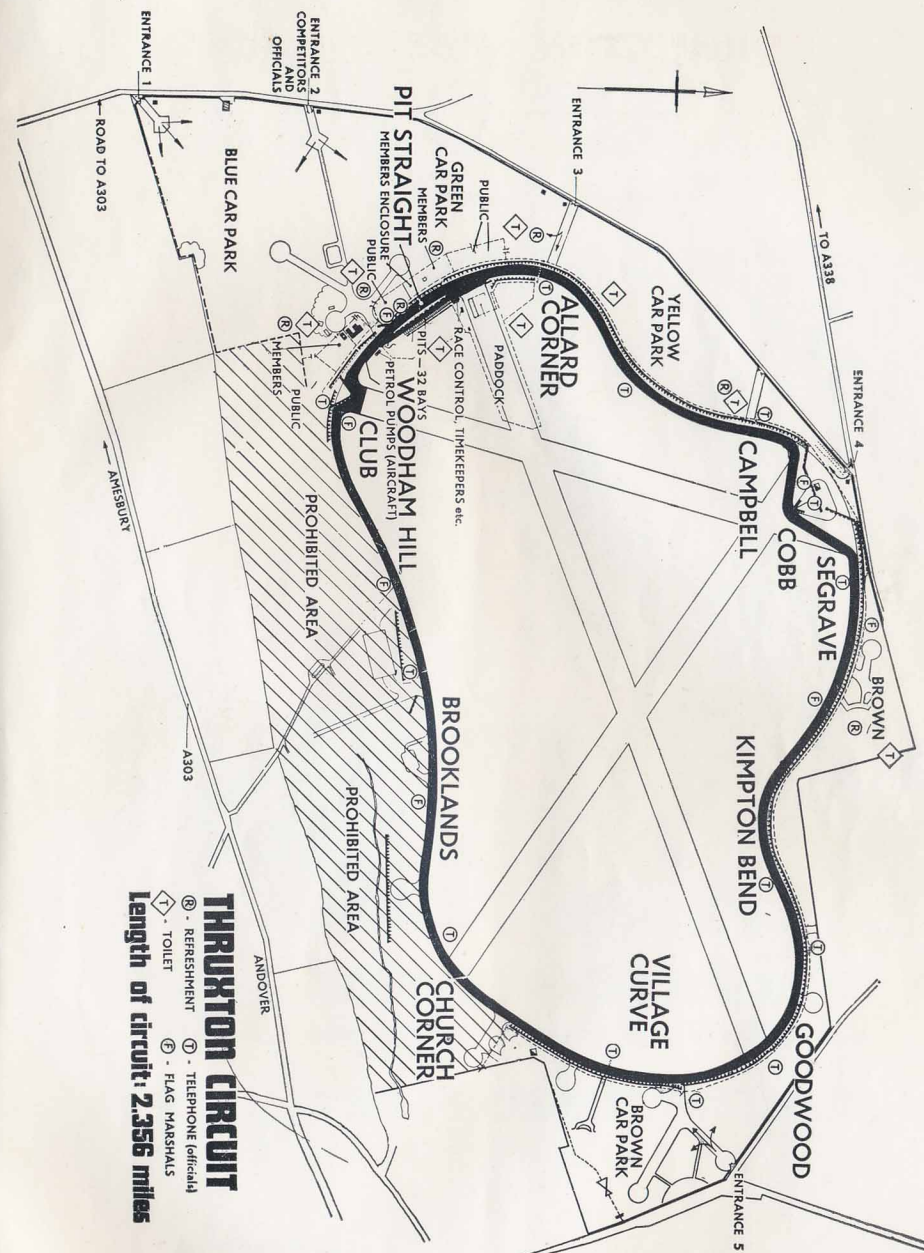 ENTRANCE 1
ENTRANCE 2
COMPETITORS
AND
OFFICIALS
ROAD TO A303
BLUE CAR PARK
PIT STRAIGHT
MEMBERS ENCLOSURE
PUBLIC
GREEN
CAR PARK
MEMBERS
PUBLIC
ENTRANCE 3
TO A338
YELLOW
CAR PARK
ENTRANCE 4
ALLARD
CORNER
PADDOCK
RACE CONTROL, TIMEKEEPERS etc.
PITS — 32 BAYS
PETROL PUMPS (AIRCRAFT)
WOODHAM HILL
CLUB
MEMBERS
PUBLIC
CAMPBELL
COBB
SEGRAVE
BROWN
KIMPTON BEND
GOODWOOD
VILLAGE
CURVE
BROWN
CAR PARK
ENTRANCE 5
CHURCH
CORNER
BROOKLANDS
PROHIBITED AREA
PROHIBITED AREA
AMESBURY
A303
ANDOVER
THRUXTON CIRCUIT
R - REFRESHMENT
T - TELEPHONE (officials)
T - TOILET
F - FLAG MARSHALS
Length of circuit: 2.356 miles